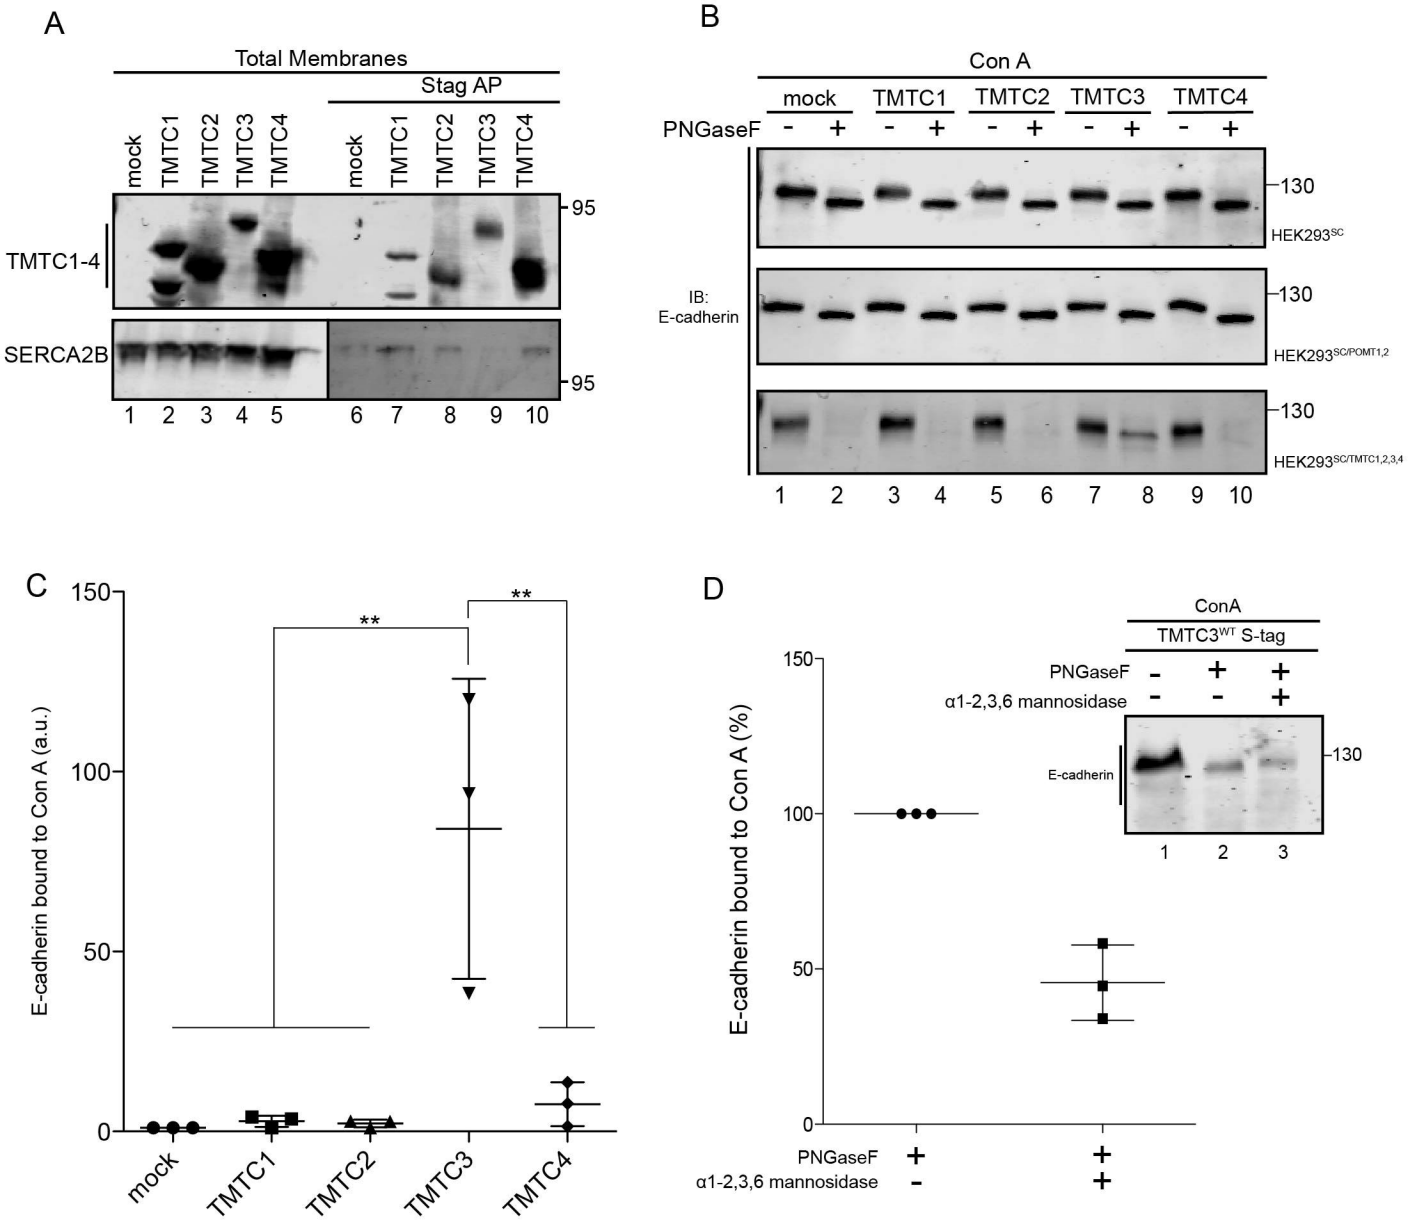 A
Total Membranes
Stag AP
mock
TMTC1
TMTC2
TMTC3
TMTC4
mock
TMTC1
TMTC2
TMTC3
TMTC4
95
TMTC1-4
SERCA2B
95
1 2 3 4 5 6 7 8 9 10
B
Con A
mock TMTC1 TMTC2 TMTC3 TMTC4
PNGaseF - + - + - + - + - +
130
HEK293SC
IB:
E-cadherin
130
HEK293SC/POMT1,2
130
HEK293SC/TMTC1,2,3,4
1 2 3 4 5 6 7 8 9 10
C
E-cadherin bound to Con A (a.u.)
150
100
50
0
**
**
mock
TMTC1
TMTC2
TMTC3
TMTC4
D
E-cadherin bound to Con A (%)
150
100
50
0
PNGaseF + +
α1-2,3,6 mannosidase - +
ConA
TMTC3WT S-tag
PNGaseF - + +
α1-2,3,6 mannosidase - - +
E-cadherin
130
1 2 3